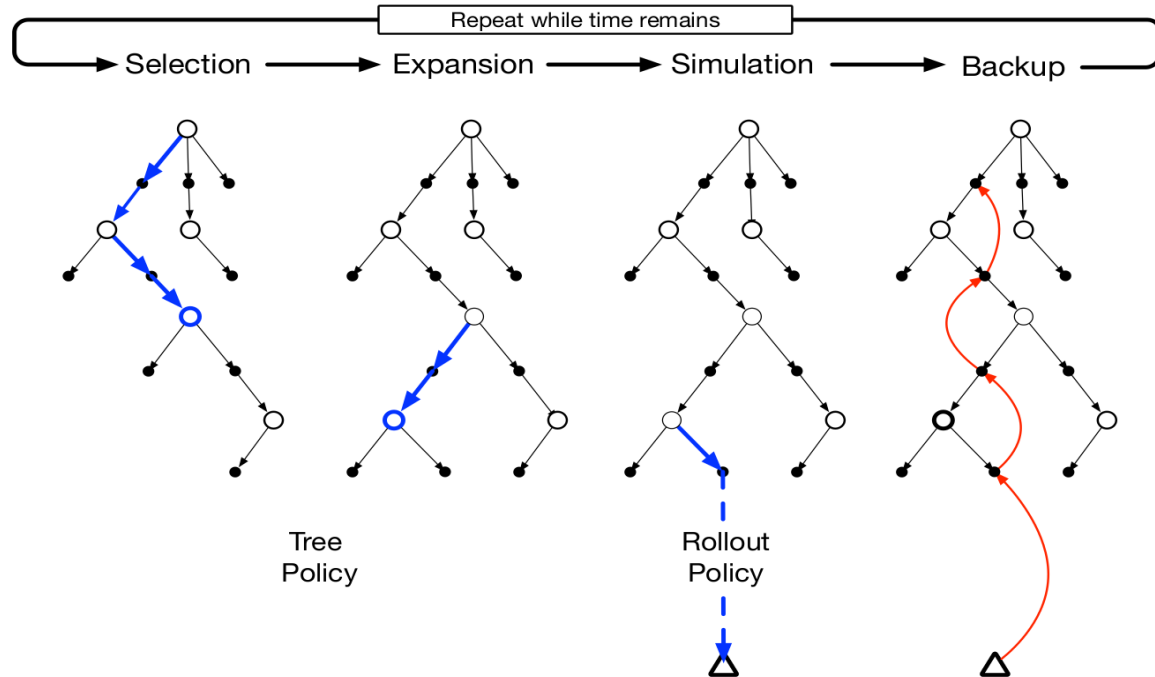 Repeat while time remains
Selection
Expansion
Simulation
Backup
Tree
Policy
Rollout
Policy